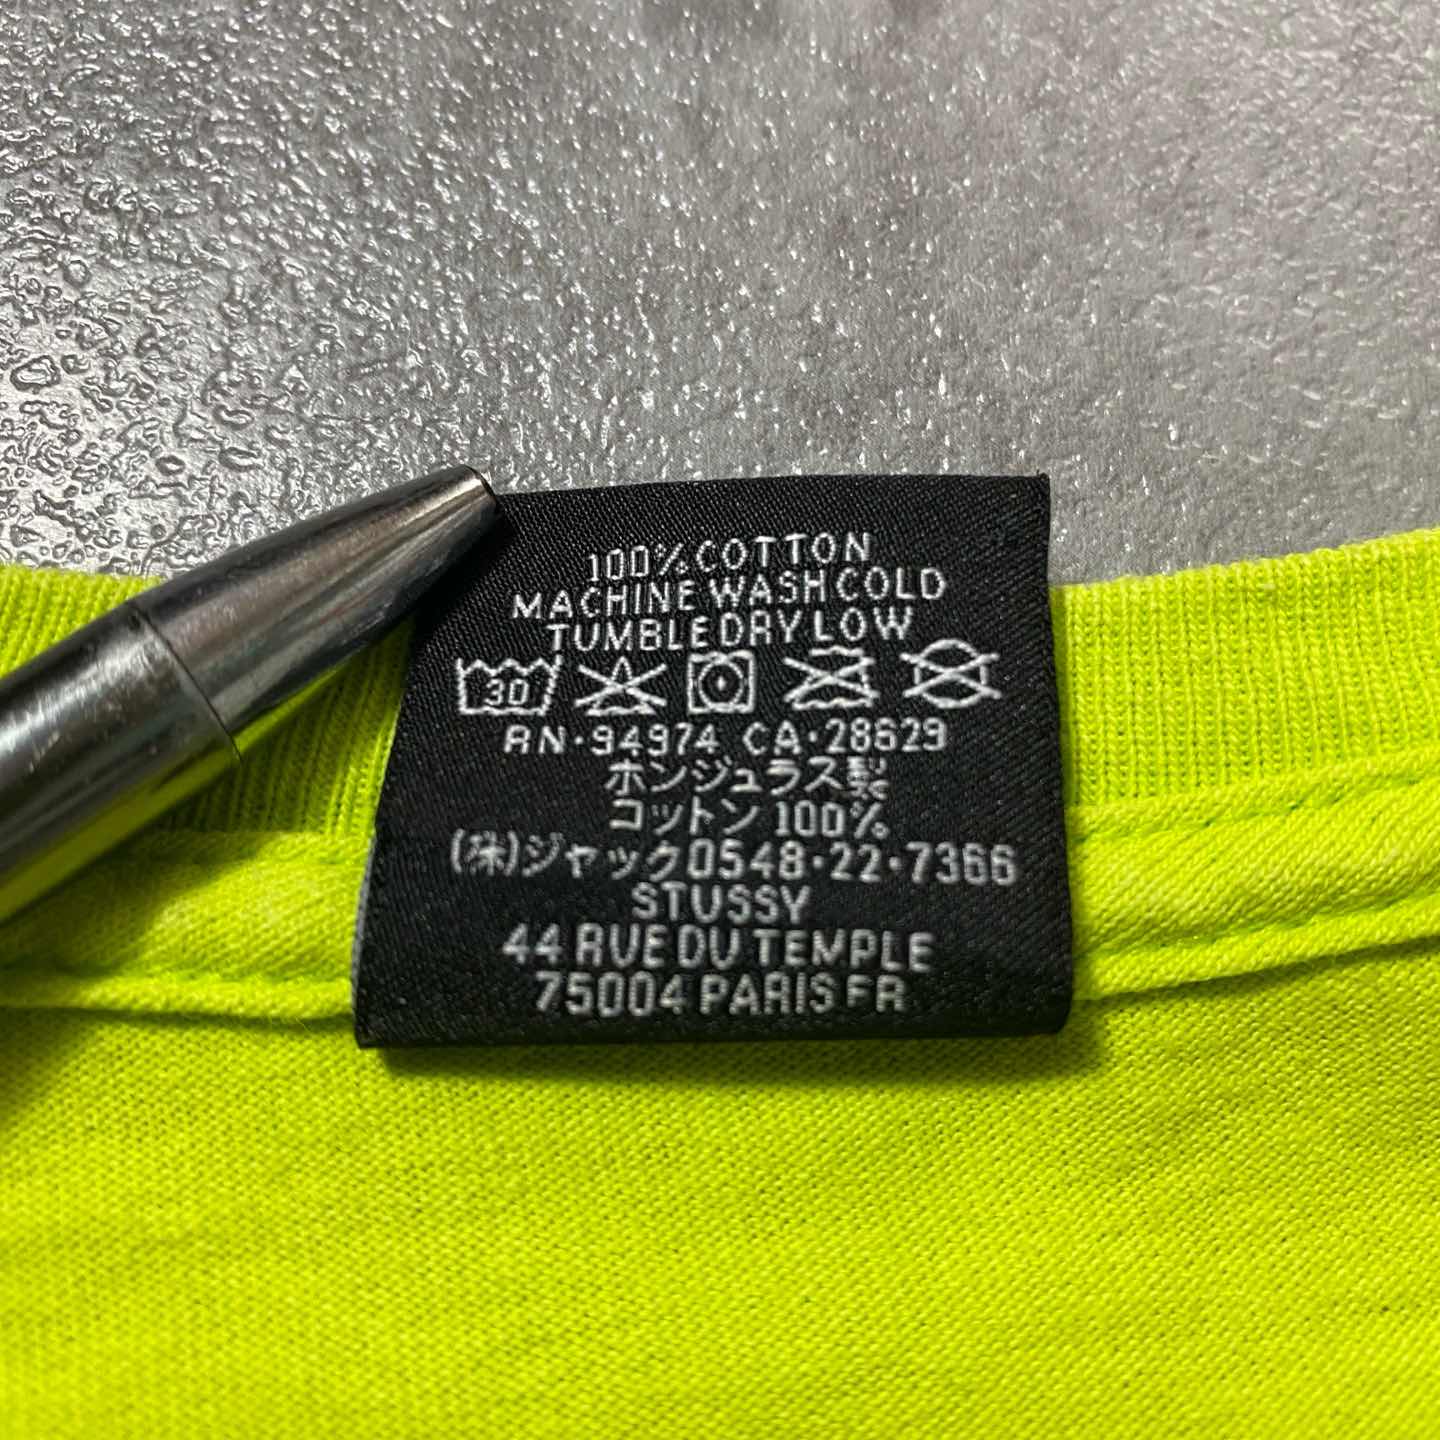 100% COTTON
MACHINE WASH COLD
TUMBLE DRY LOW
30
RN·94974 CA·28629
ホンジュラス製
コットン 100%
(株)ジャック0548·22·7366
STUSSY
44 RUE DU TEMPLE
75004 PARIS FR